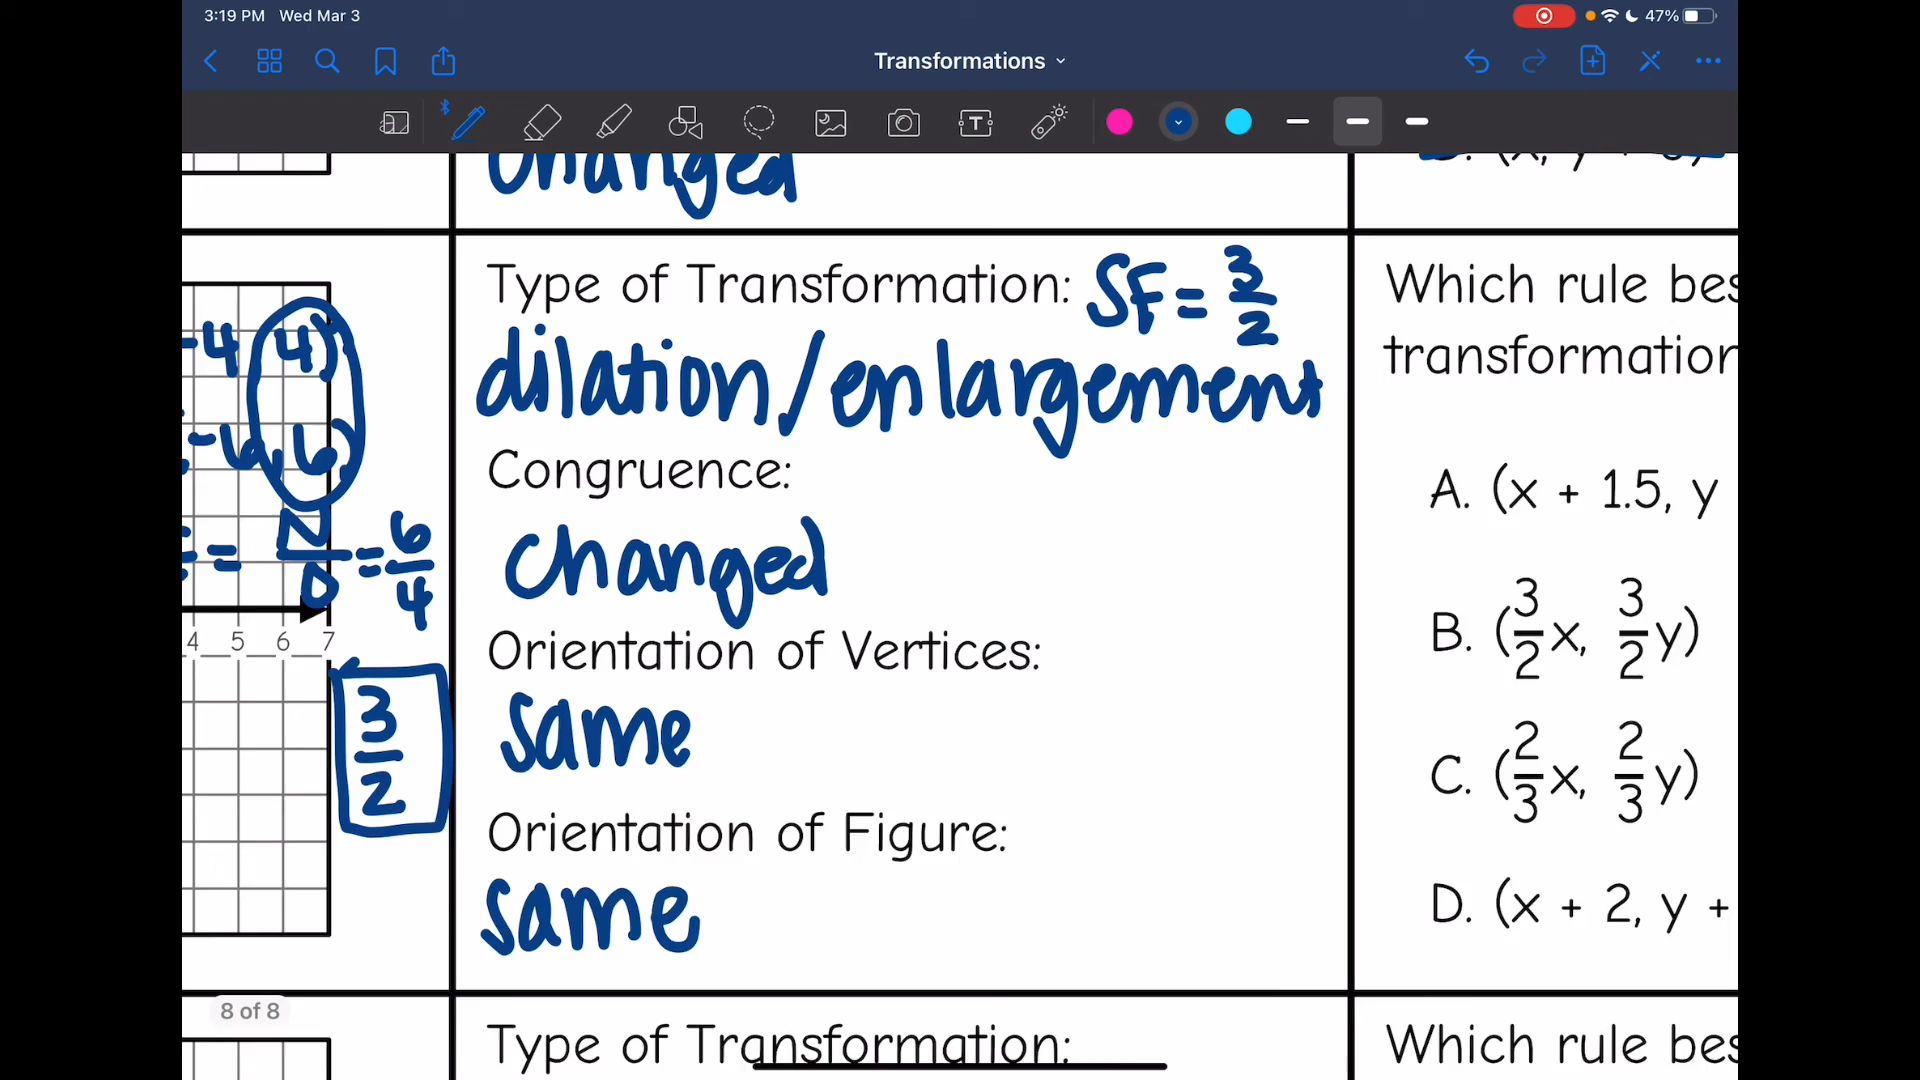 3:19 PM Wed Mar 3
47%
Transformations
T
changed
Type of Transformation: SF = 3/2
dilation/enlargement
Congruence:
changed
Orientation of Vertices:
same
Orientation of Figure:
same
-4 4)
-6, 6)
= N/O = 6/4
4 5 6 7
3/2
Which rule bes
transformation
A. (x + 1.5, y
B. (3/2x, 3/2y)
C. (2/3x, 2/3y)
D. (x + 2, y +
8 of 8
Type of Transformation:
Which rule bes